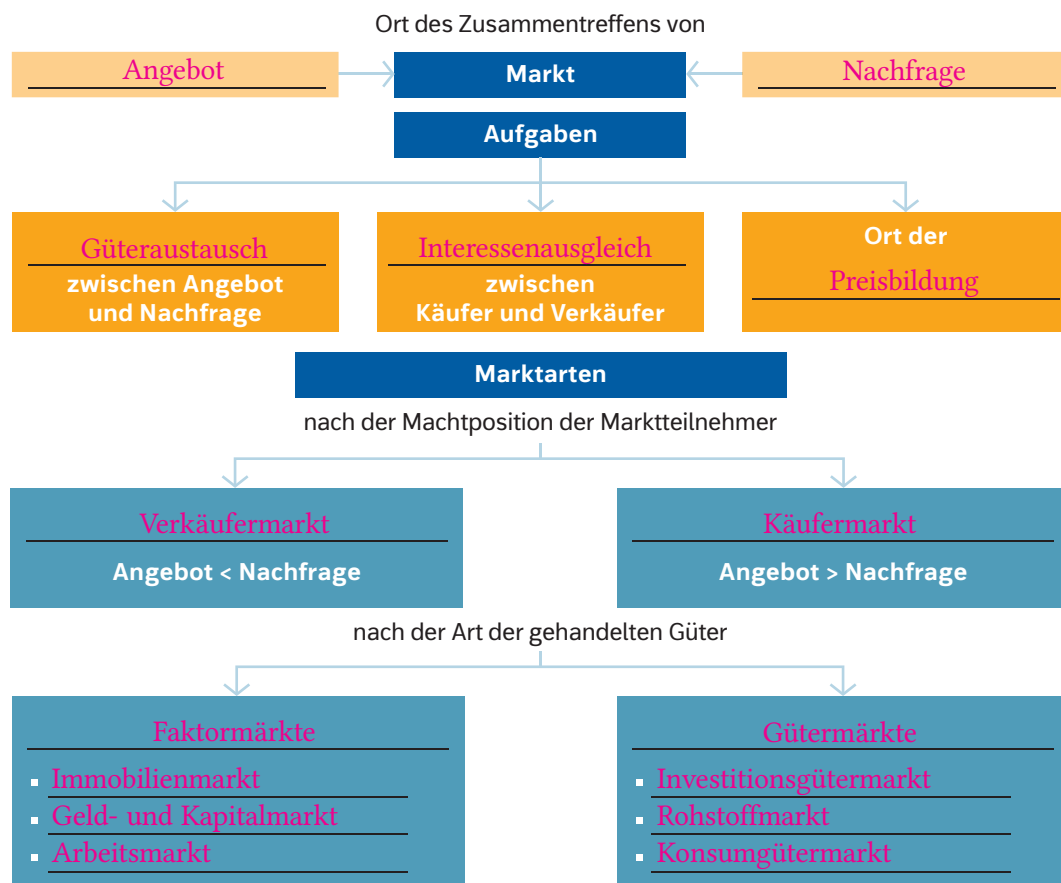 Ort des Zusammentreffens von
Angebot
Markt
Nachfrage
Aufgaben
Güteraustausch
zwischen Angebot
und Nachfrage
Interessenausgleich
zwischen
Käufer und Verkäufer
Ort der
Preisbildung
Marktarten
nach der Machtposition der Marktteilnehmer
Verkäufermarkt
Angebot < Nachfrage
Käufermarkt
Angebot > Nachfrage
nach der Art der gehandelten Güter
Faktormärkte
Immobilienmarkt
Geld- und Kapitalmarkt
Arbeitsmarkt
Gütermärkte
Investitionsgütermarkt
Rohstoffmarkt
Konsumgütermarkt